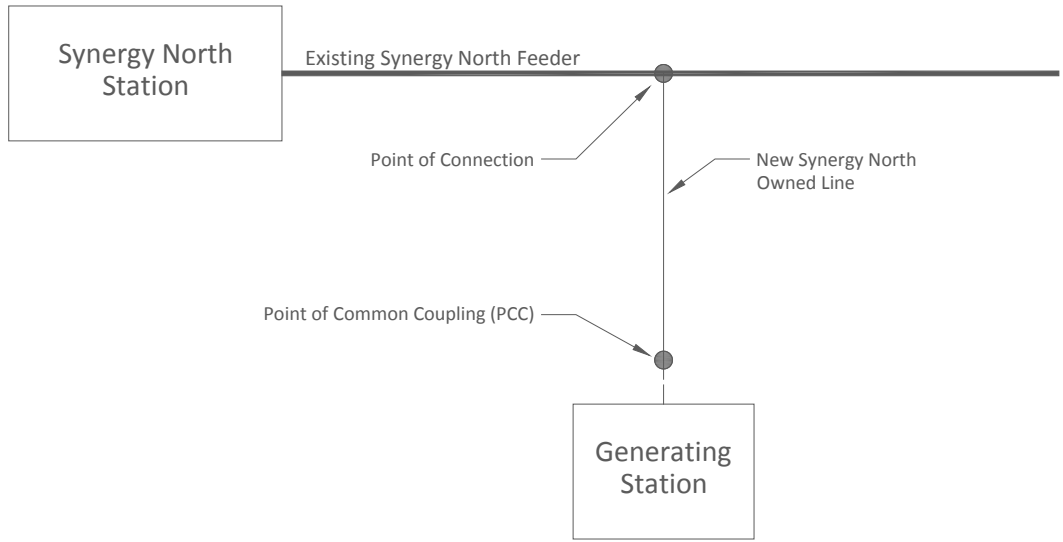 Synergy North
Station
Existing Synergy North Feeder
Point of Connection
New Synergy North
Owned Line
Point of Common Coupling (PCC)
Generating
Station